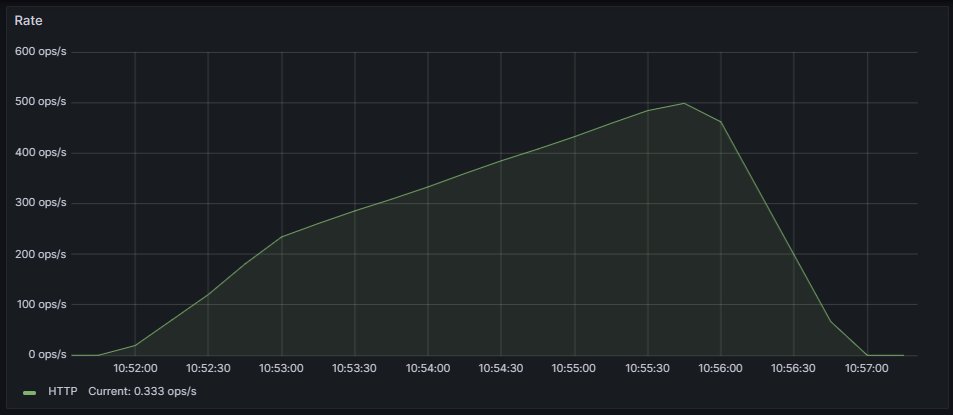 Rate
600 ops/s
500 ops/s
400 ops/s
300 ops/s
200 ops/s
100 ops/s
0 ops/s
10:52:00 10:52:30 10:53:00 10:53:30 10:54:00 10:54:30 10:55:00 10:55:30 10:56:00 10:56:30 10:57:00
HTTP Current: 0.333 ops/s